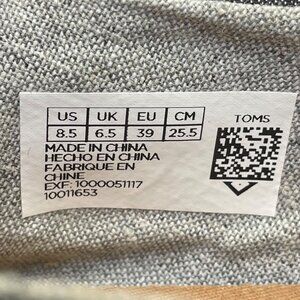 US UK EU CM
8.5 6.5 39 25.5
TOMS
MADE IN CHINA
HECHO EN CHINA
FABRIQUE EN
CHINE
EXF: 1000051117
10011653